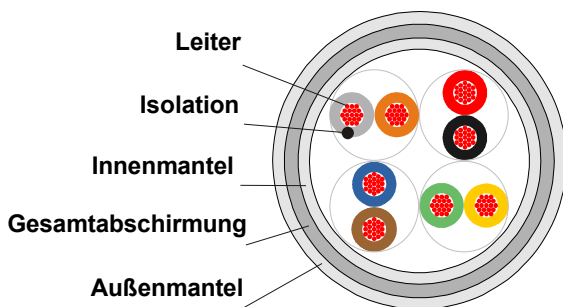 Leiter
Isolation
Innenmantel
Gesamtabschirmung
Außenmantel